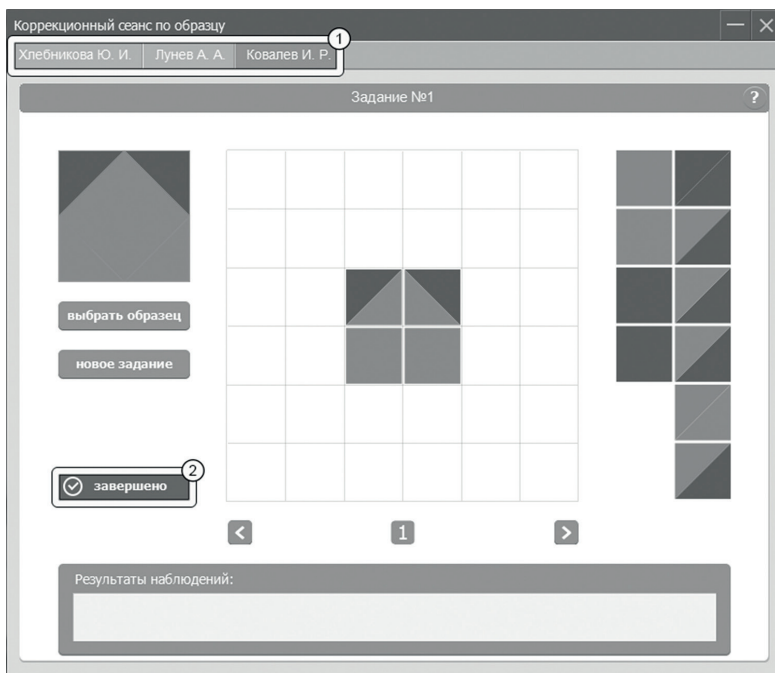 Коррекционный сеанс по образцу
1
Хлебникова Ю. И. Лунев А. А. Ковалев И. Р.
Задание №1
?
выбрать образец
новое задание
2
завершено
1
Результаты наблюдений: